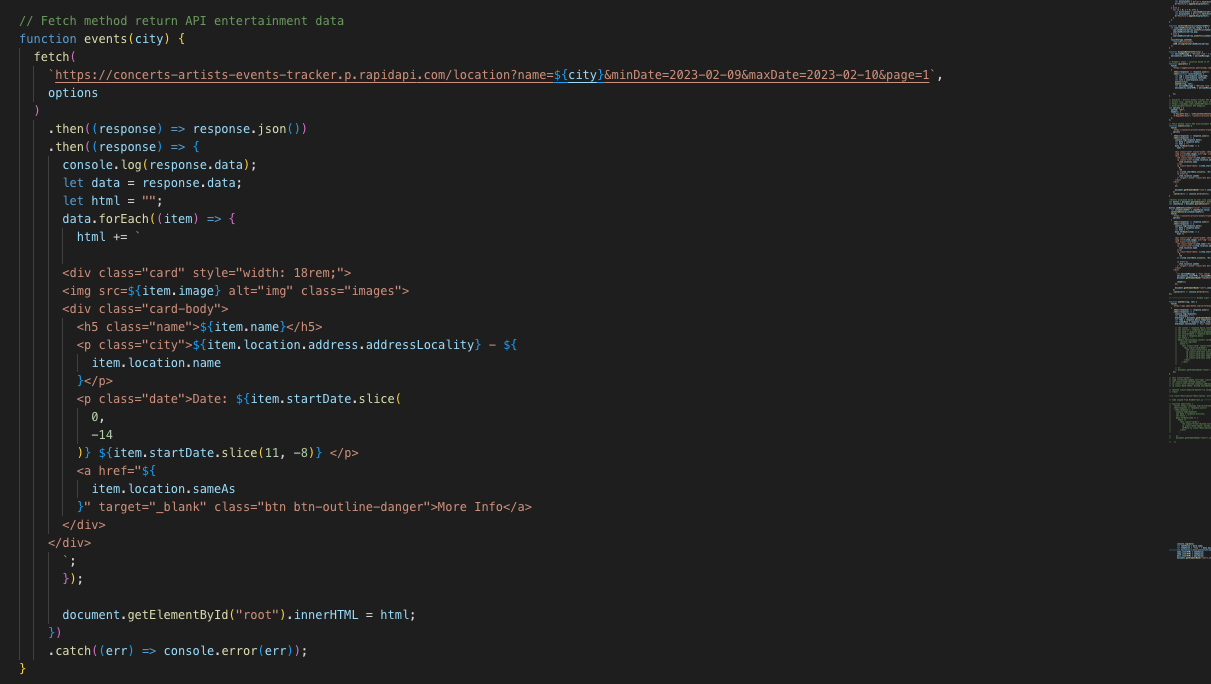 // Fetch method return API entertainment data
function events(city) {
  fetch(
    `https://concerts-artists-events-tracker.p.rapidapi.com/location?name=${city}&minDate=2023-02-09&maxDate=2023-02-10&page=1`,
    options
  )
    .then((response) => response.json())
    .then((response) => {
      console.log(response.data);
      let data = response.data;
      let html = "";
      data.forEach((item) => {
        html += `
      <div class="card" style="width: 18rem;">
      <img src=${item.image} alt="img" class="images">
      <div class="card-body">
        <h5 class="name">${item.name}</h5>
        <p class="city">${item.location.address.addressLocality} - ${
          item.location.name
        }</p>
        <p class="date">Date: ${item.startDate.slice(
          0,
          -14
        )} ${item.startDate.slice(11, -8)} </p>
        <a href="${
          item.location.sameAs
        }" target="_blank" class="btn btn-outline-danger">More Info</a>
      </div>
    </div>
      `;
      });
      document.getElementById("root").innerHTML = html;
    })
    .catch((err) => console.error(err));
}